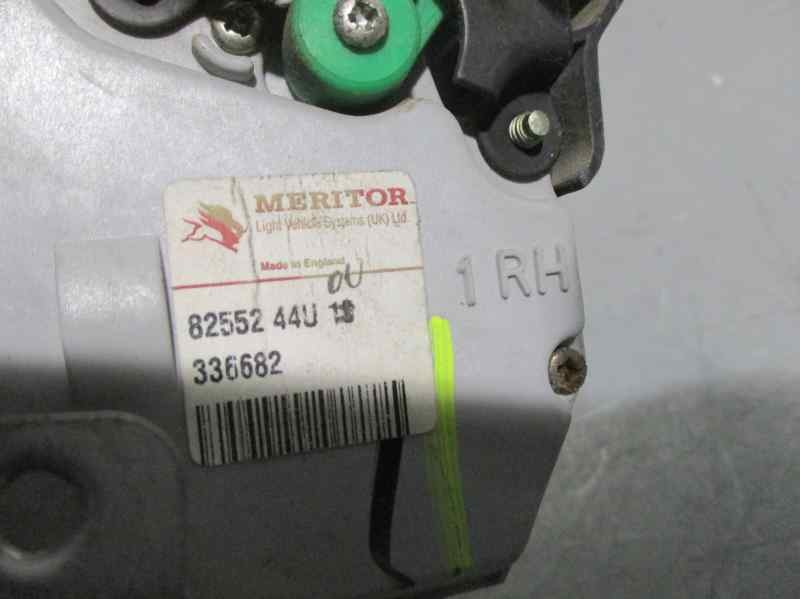 MERITOR
Light Vehicle Systems (UK) Ltd.
Made in England
1 RH
82552 44U
336682